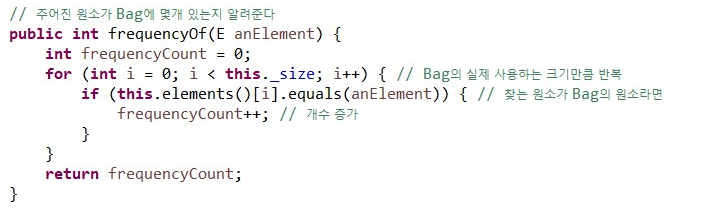 // 주어진 원소가 Bag에 몇개 있는지 알려준다
public int frequencyOf(E anElement) {
    int frequencyCount = 0;
    for (int i = 0; i < this._size; i++) { // Bag의 실제 사용하는 크기만큼 반복
        if (this.elements()[i].equals(anElement)) { // 찾는 원소가 Bag의 원소라면
            frequencyCount++; // 개수 증가
        }
    }
    return frequencyCount;
}